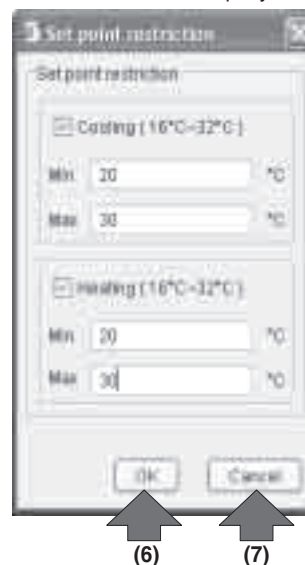 Set point restriction
Set point restriction
Cooling (16°C~32°C)
Min 20 °C
Max 30 °C
Heating (16°C~32°C)
Min 20 °C
Max 30 °C
OK Cancel
(6) (7)